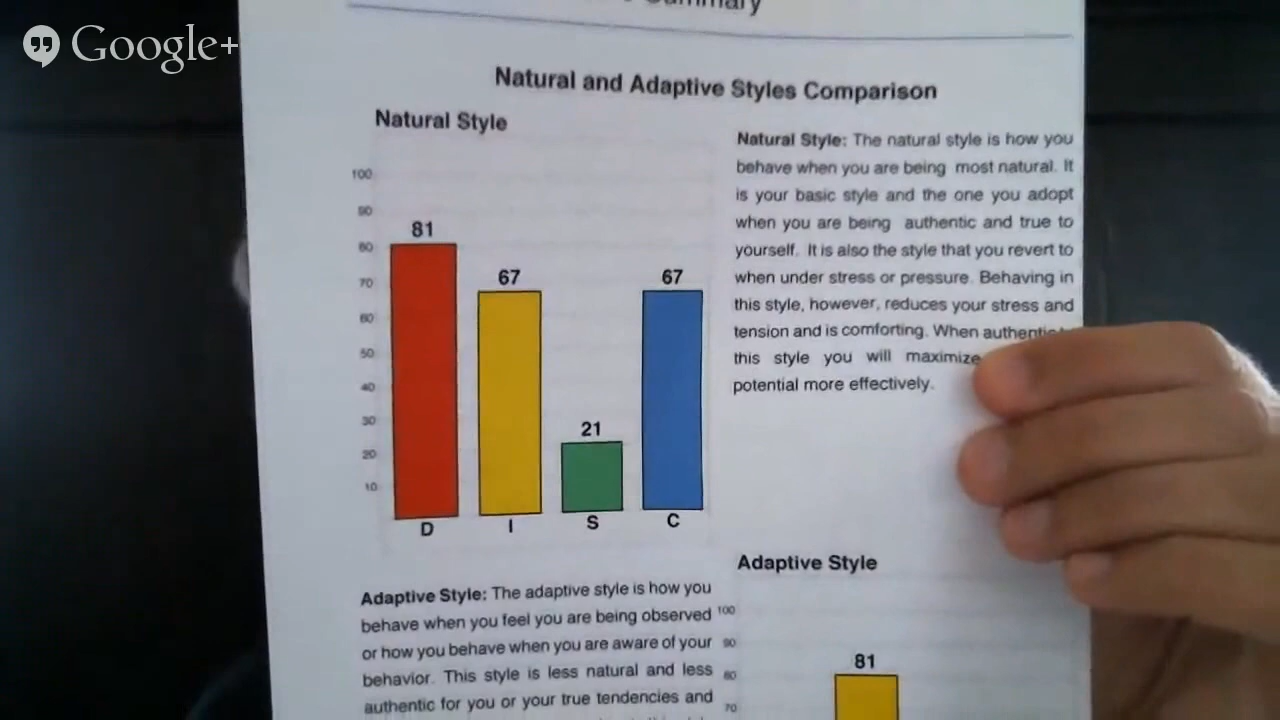 Google+
Summary
Natural and Adaptive Styles Comparison
Natural Style
100
90
80
70
60
50
40
30
20
10
81
67
21
67
D
I
S
C
Natural Style: The natural style is how you
behave when you are being most natural. It
is your basic style and the one you adopt
when you are being authentic and true to
yourself. It is also the style that you revert to
when under stress or pressure. Behaving in
this style, however, reduces your stress and
tension and is comforting. When
this style you will maximize
potential more effectively.
Adaptive Style: The adaptive style is how you
behave when you feel you are being observed
or how you behave when you are aware of your
behavior. This style is less natural and less
authentic for you or your true tendencies and
Adaptive Style
100
90
80
70
81